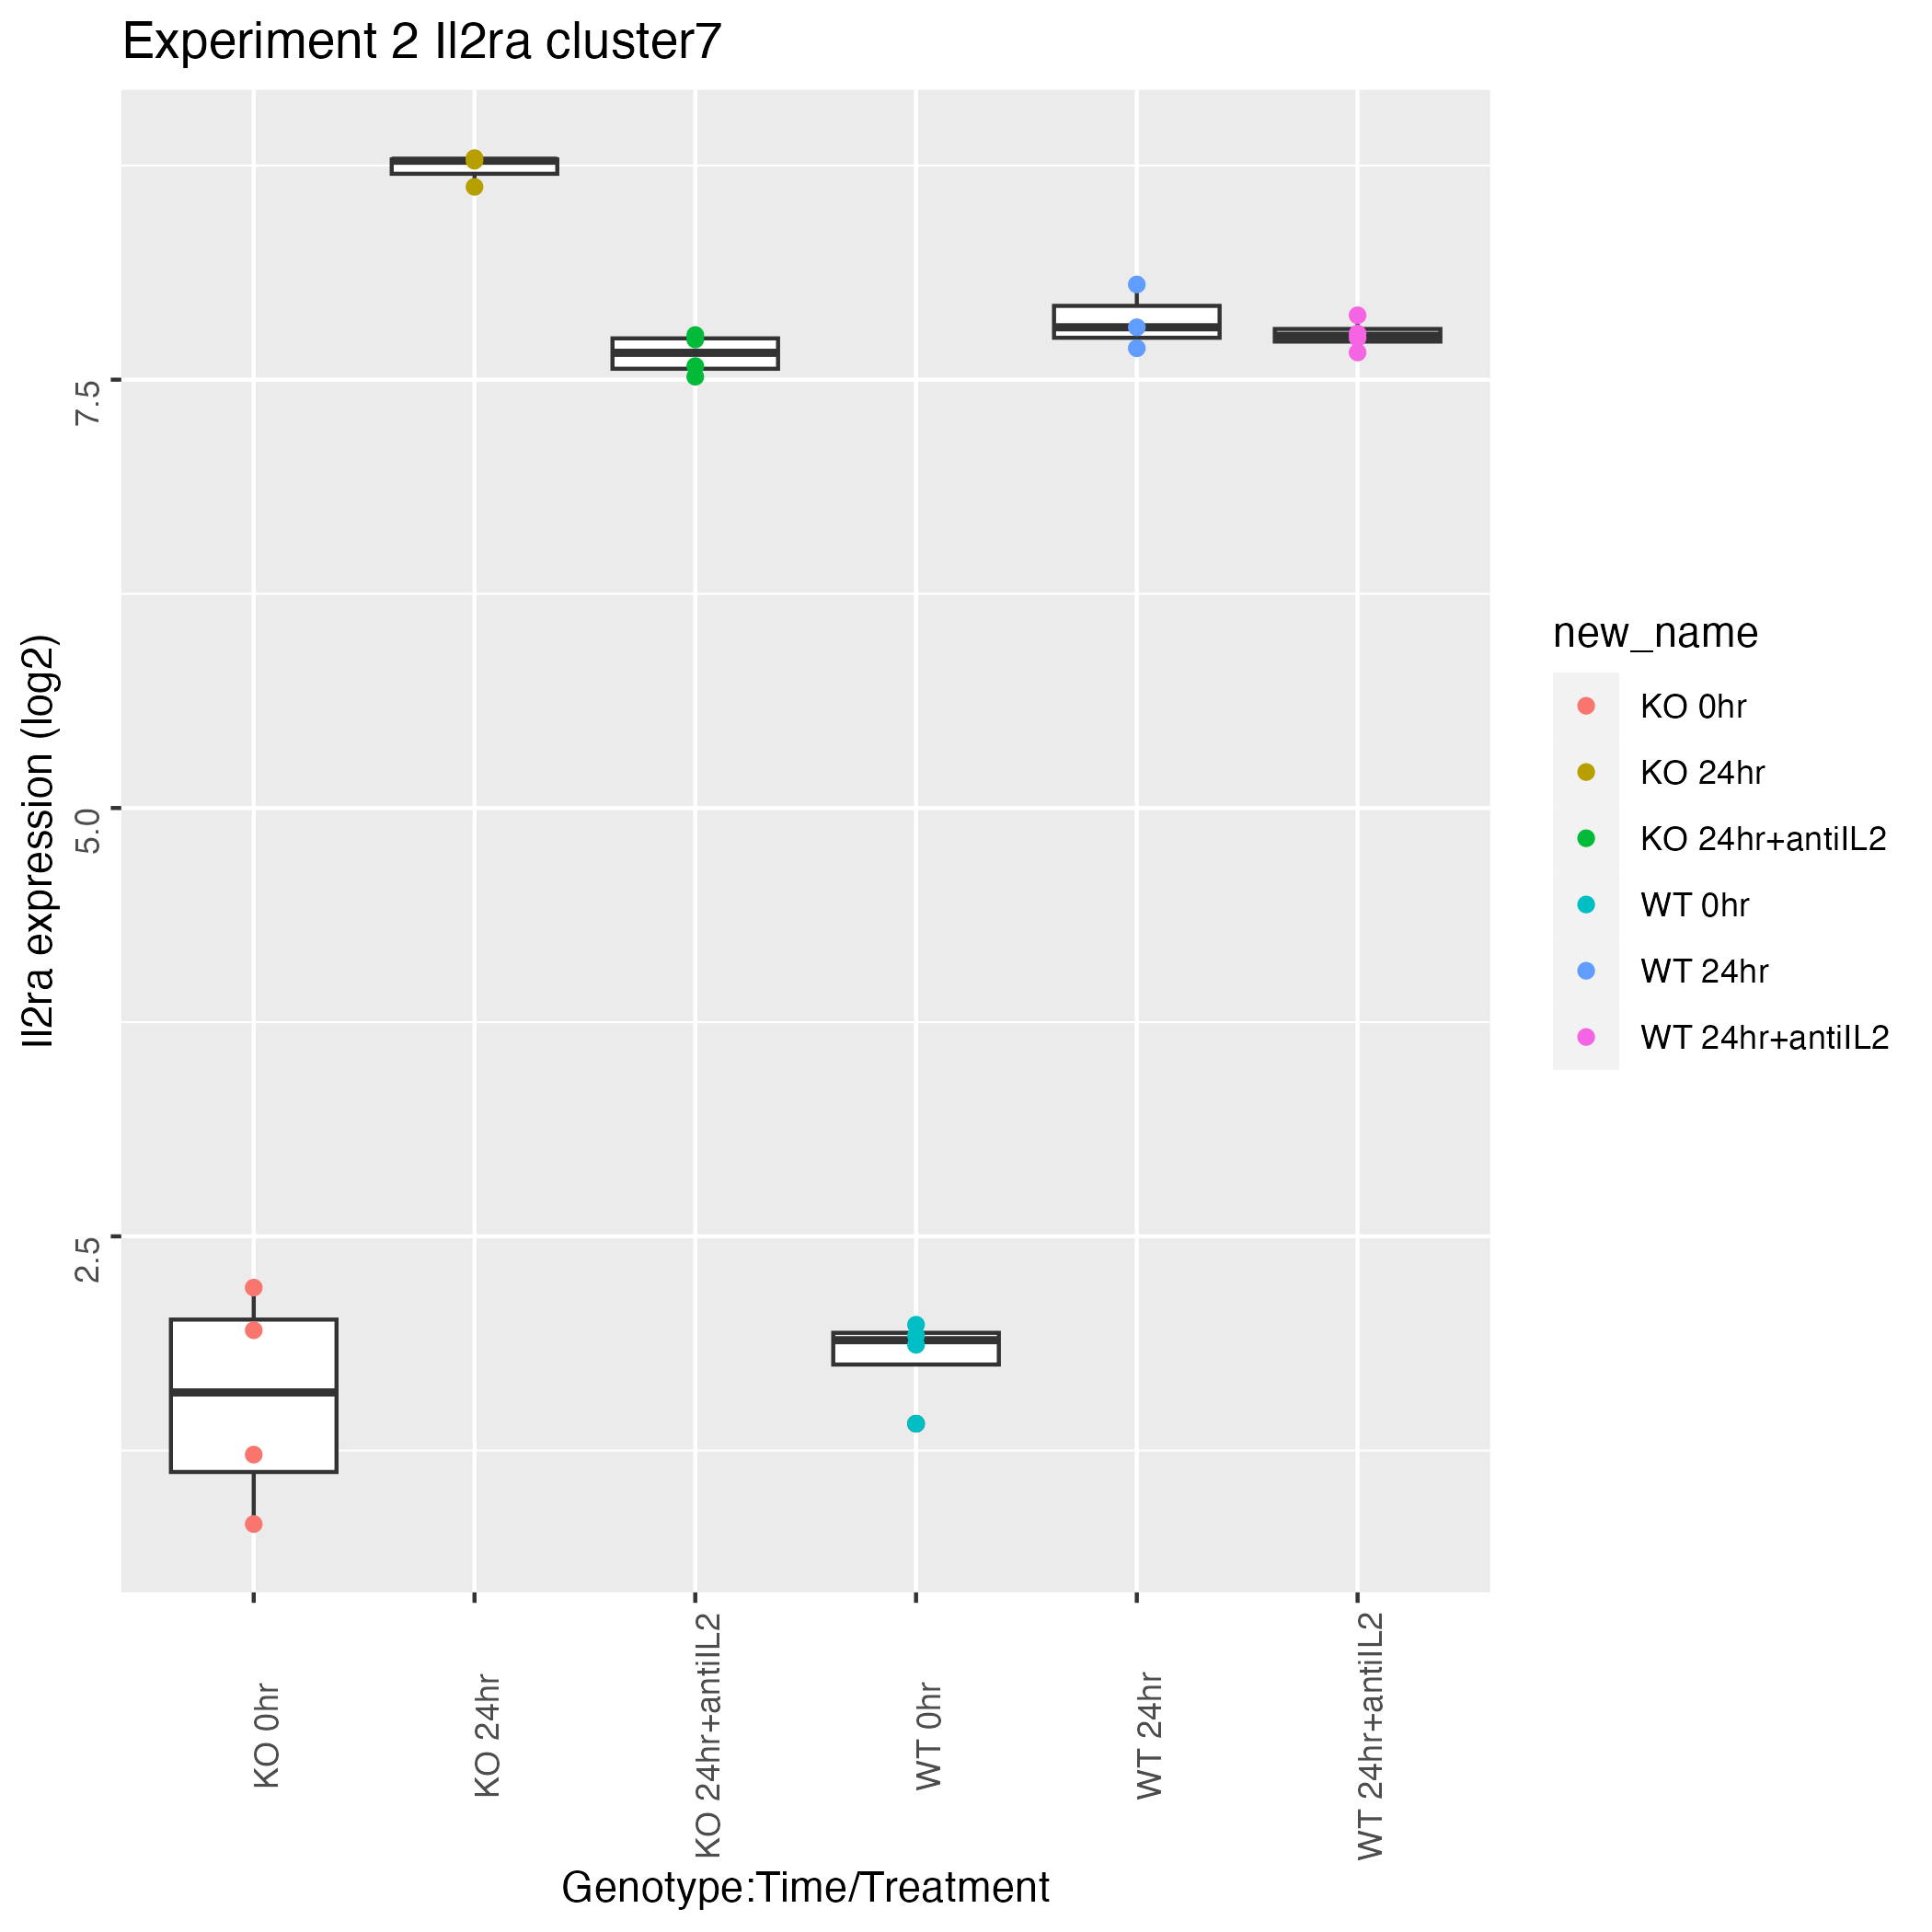 Experiment 2 Il2ra cluster7
Il2ra expression (log2)
7.5
5.0
2.5
KO 0hr
KO 24hr
KO 24hr+antiIL2
WT 0hr
WT 24hr
WT 24hr+antiIL2
Genotype:Time/Treatment
new_name
KO 0hr
KO 24hr
KO 24hr+antiIL2
WT 0hr
WT 24hr
WT 24hr+antiIL2